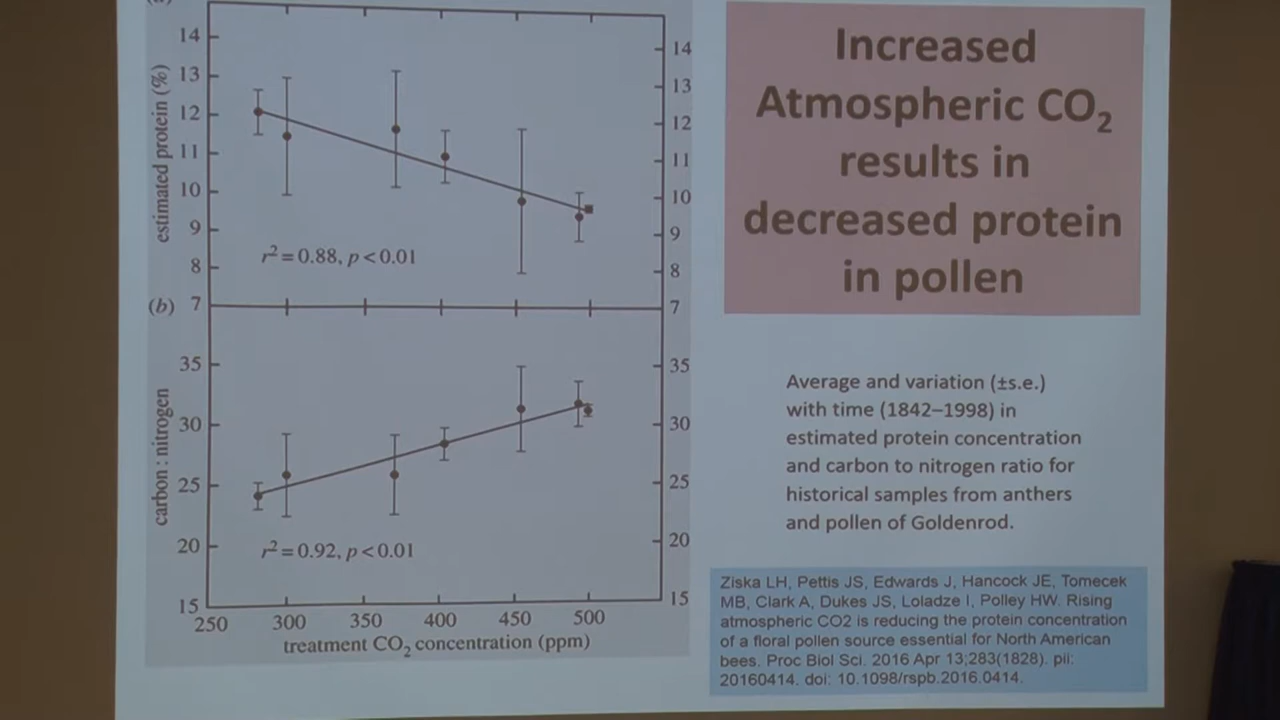 14
13
12
11
10
9
8
7
estimated protein (%)
14
13
12
11
10
9
8
7
r² = 0.88, p < 0.01
(b)
35
30
25
20
15
carbon : nitrogen
35
30
25
20
15
r² = 0.92, p < 0.01
250 300 350 400 450 500
treatment CO₂ concentration (ppm)
Increased
Atmospheric CO₂
results in
decreased protein
in pollen
Average and variation (±s.e.)
with time (1842–1998) in
estimated protein concentration
and carbon to nitrogen ratio for
historical samples from anthers
and pollen of Goldenrod.
Ziska LH, Pettis JS, Edwards J, Hancock JE, Tomecek
MB, Clark A, Dukes JS, Loladze I, Polley HW. Rising
atmospheric CO2 is reducing the protein concentration
of a floral pollen source essential for North American
bees. Proc Biol Sci. 2016 Apr 13;283(1828). pii:
20160414. doi: 10.1098/rspb.2016.0414.